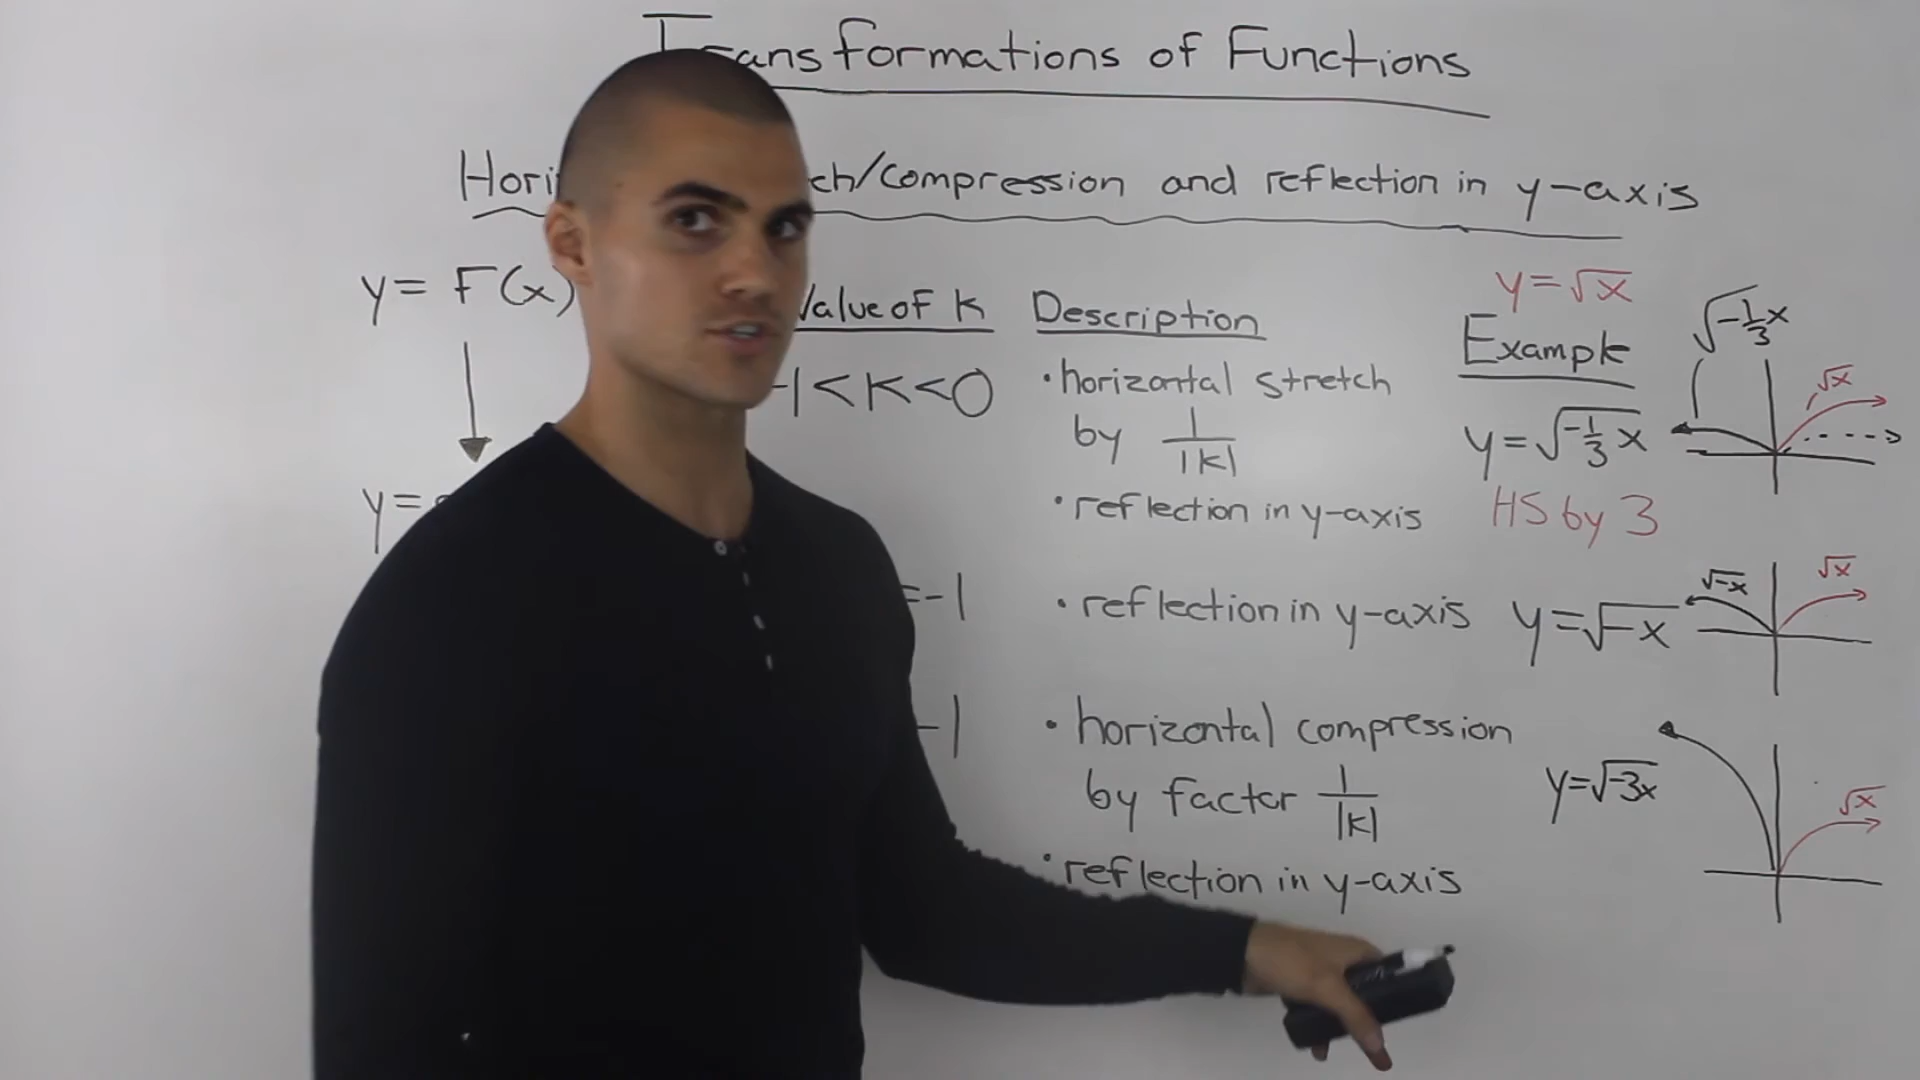 Transformations of Functions
Hori ch/compression and reflection in y-axis
y = F(x)
y =
Value of K
-1 < K < 0
= -1
-1
Description
• horizontal stretch
by 1/|K|
• reflection in y-axis
• reflection in y-axis
• horizontal compression
by factor 1/|K|
• reflection in y-axis
y = √x
Example
y = √-1/3 x
HS by 3
y = √-x
y = √-3x
√-1/3 x
√x
√-x
√x
√x